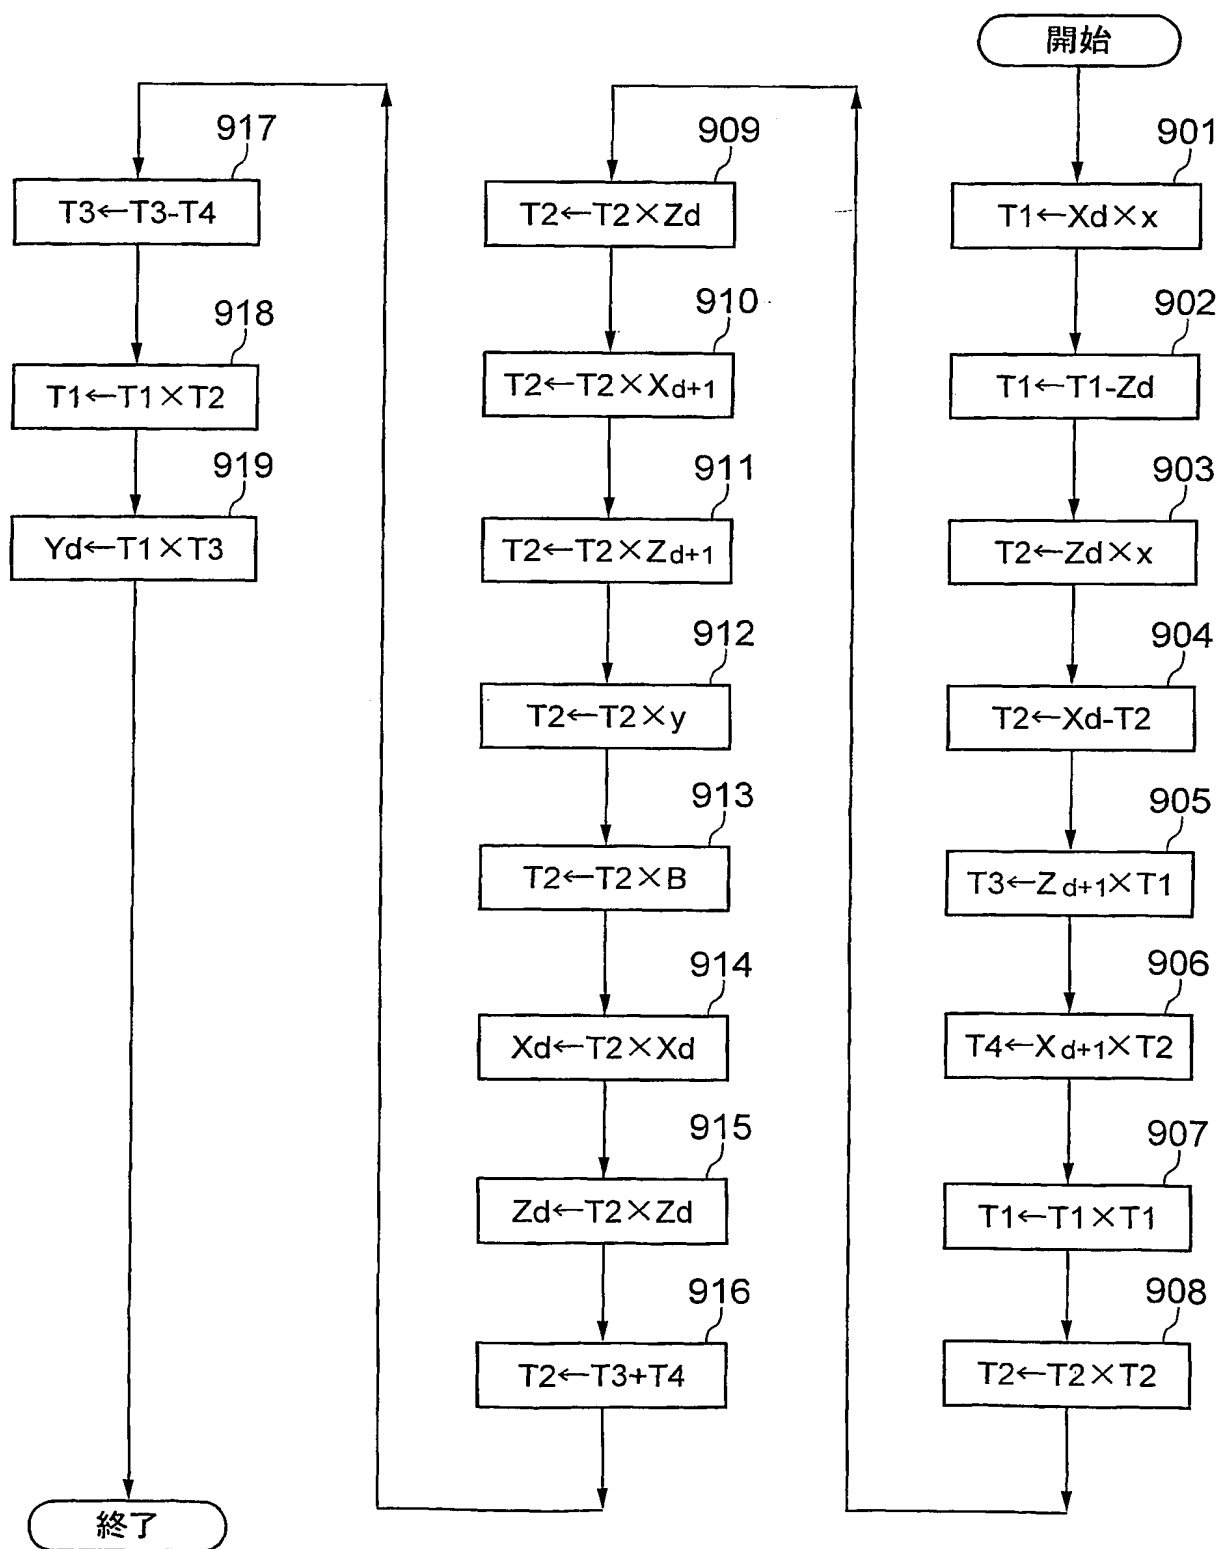 開始
901
T1←Xd×x
902
T1←T1-Zd
903
T2←Zd×x
904
T2←Xd-T2
905
T3←Zd+1×T1
906
T4←Xd+1×T2
907
T1←T1×T1
908
T2←T2×T2
909
T2←T2×Zd
910
T2←T2×Xd+1
911
T2←T2×Zd+1
912
T2←T2×y
913
T2←T2×B
914
Xd←T2×Xd
915
Zd←T2×Zd
916
T2←T3+T4
917
T3←T3-T4
918
T1←T1×T2
919
Yd←T1×T3
終了